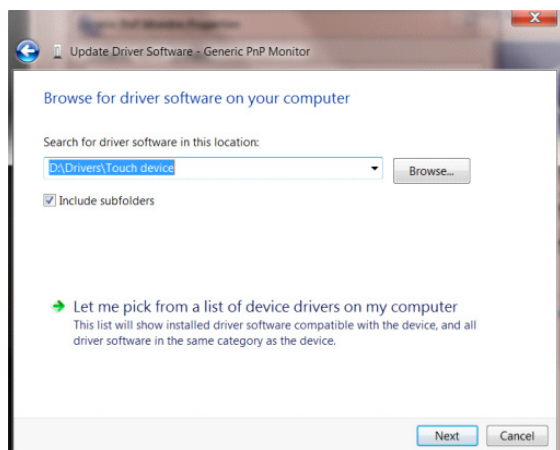 Update Driver Software - Generic PnP Monitor
Browse for driver software on your computer
Search for driver software in this location:
D:\Drivers\Touch device
Browse...
Include subfolders
Let me pick from a list of device drivers on my computer
This list will show installed driver software compatible with the device, and all
driver software in the same category as the device.
Next
Cancel